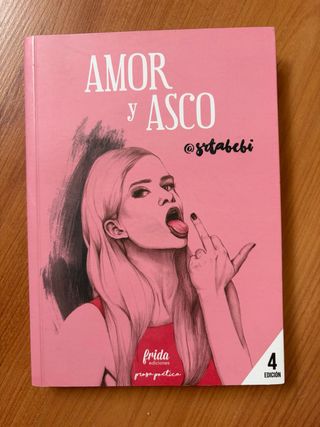 AMOR
y ASCO
@srtabebi
frida
ediciones
prosa poética
4
EDICIÓN